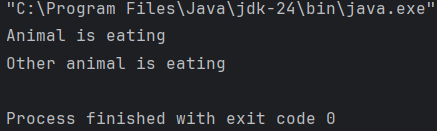 "C:\Program Files\Java\jdk-24\bin\java.exe"
Animal is eating
Other animal is eating
Process finished with exit code 0